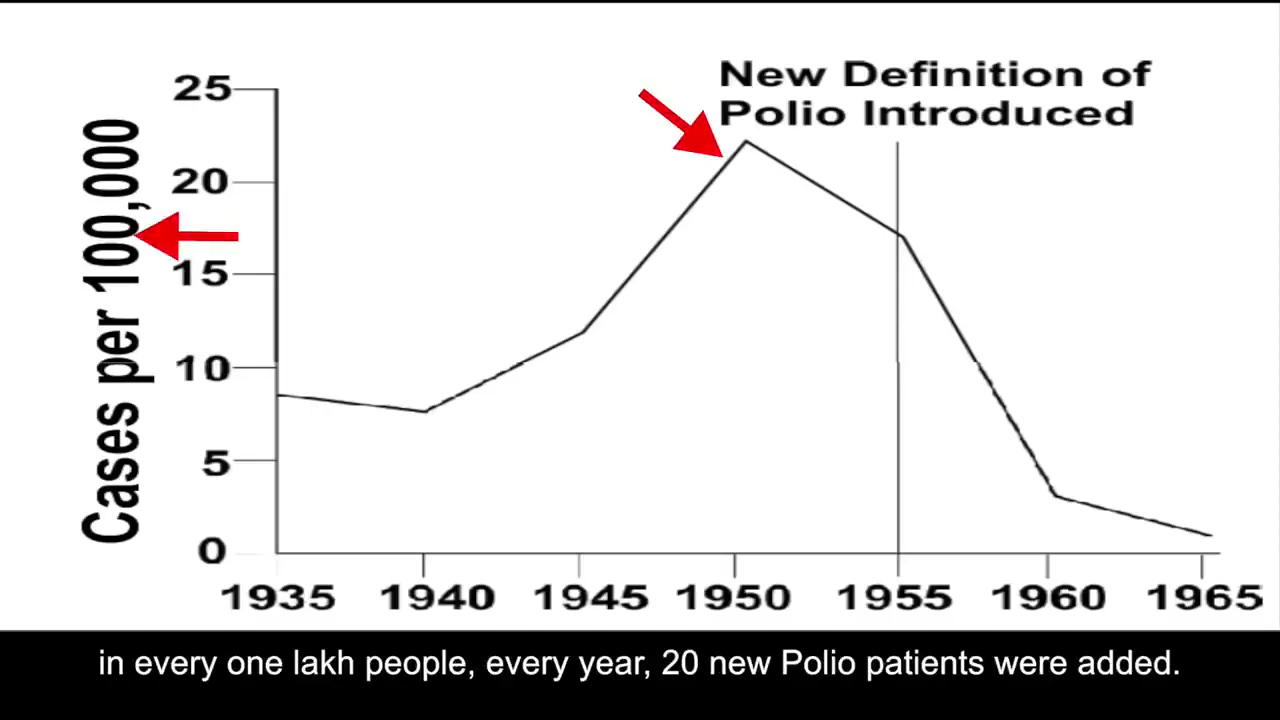 New Definition of
Polio Introduced
Cases per 100,000
25
20
15
10
5
0
1935 1940 1945 1950 1955 1960 1965
in every one lakh people, every year, 20 new Polio patients were added.